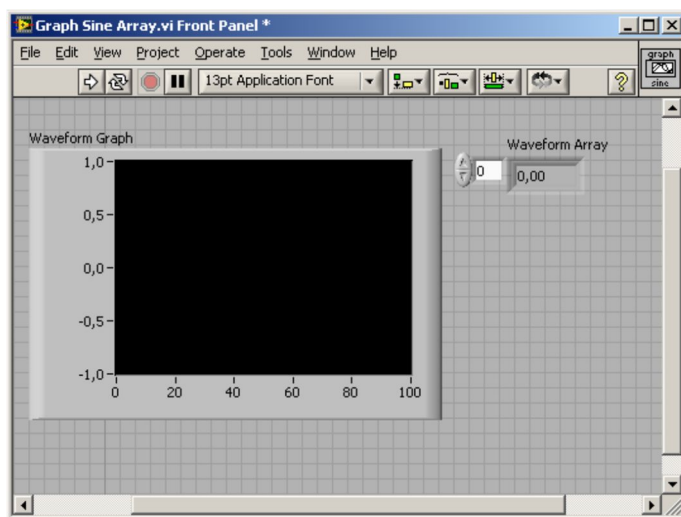 Graph Sine Array.vi Front Panel *
File Edit View Project Operate Tools Window Help
13pt Application Font
graph
sine
Waveform Graph
Waveform Array
0
0,00
1,0
0,5
0,0
-0,5
-1,0
0 20 40 60 80 100